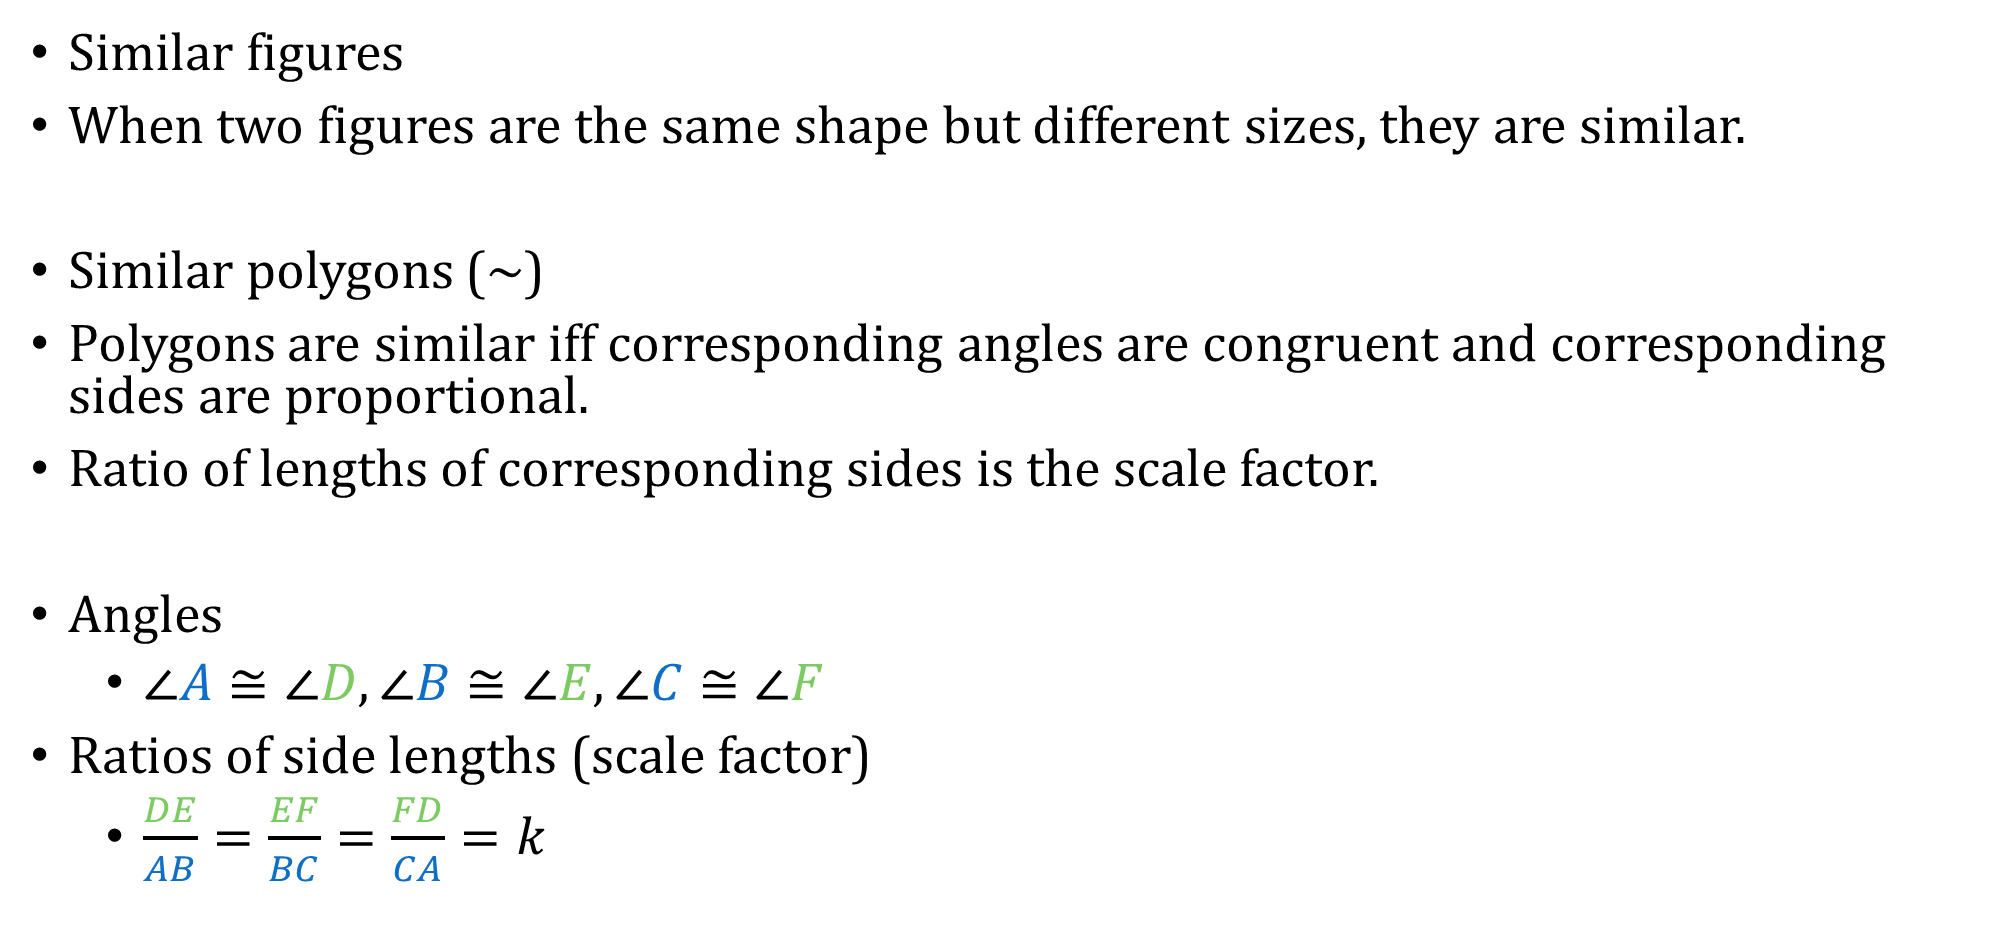 • Similar figures
• When two figures are the same shape but different sizes, they are similar.
• Similar polygons (~)
• Polygons are similar iff corresponding angles are congruent and corresponding
sides are proportional.
• Ratio of lengths of corresponding sides is the scale factor.
• Angles
• ∠A ≅ ∠D, ∠B ≅ ∠E, ∠C ≅ ∠F
• Ratios of side lengths (scale factor)
• DE/AB = EF/BC = FD/CA = k